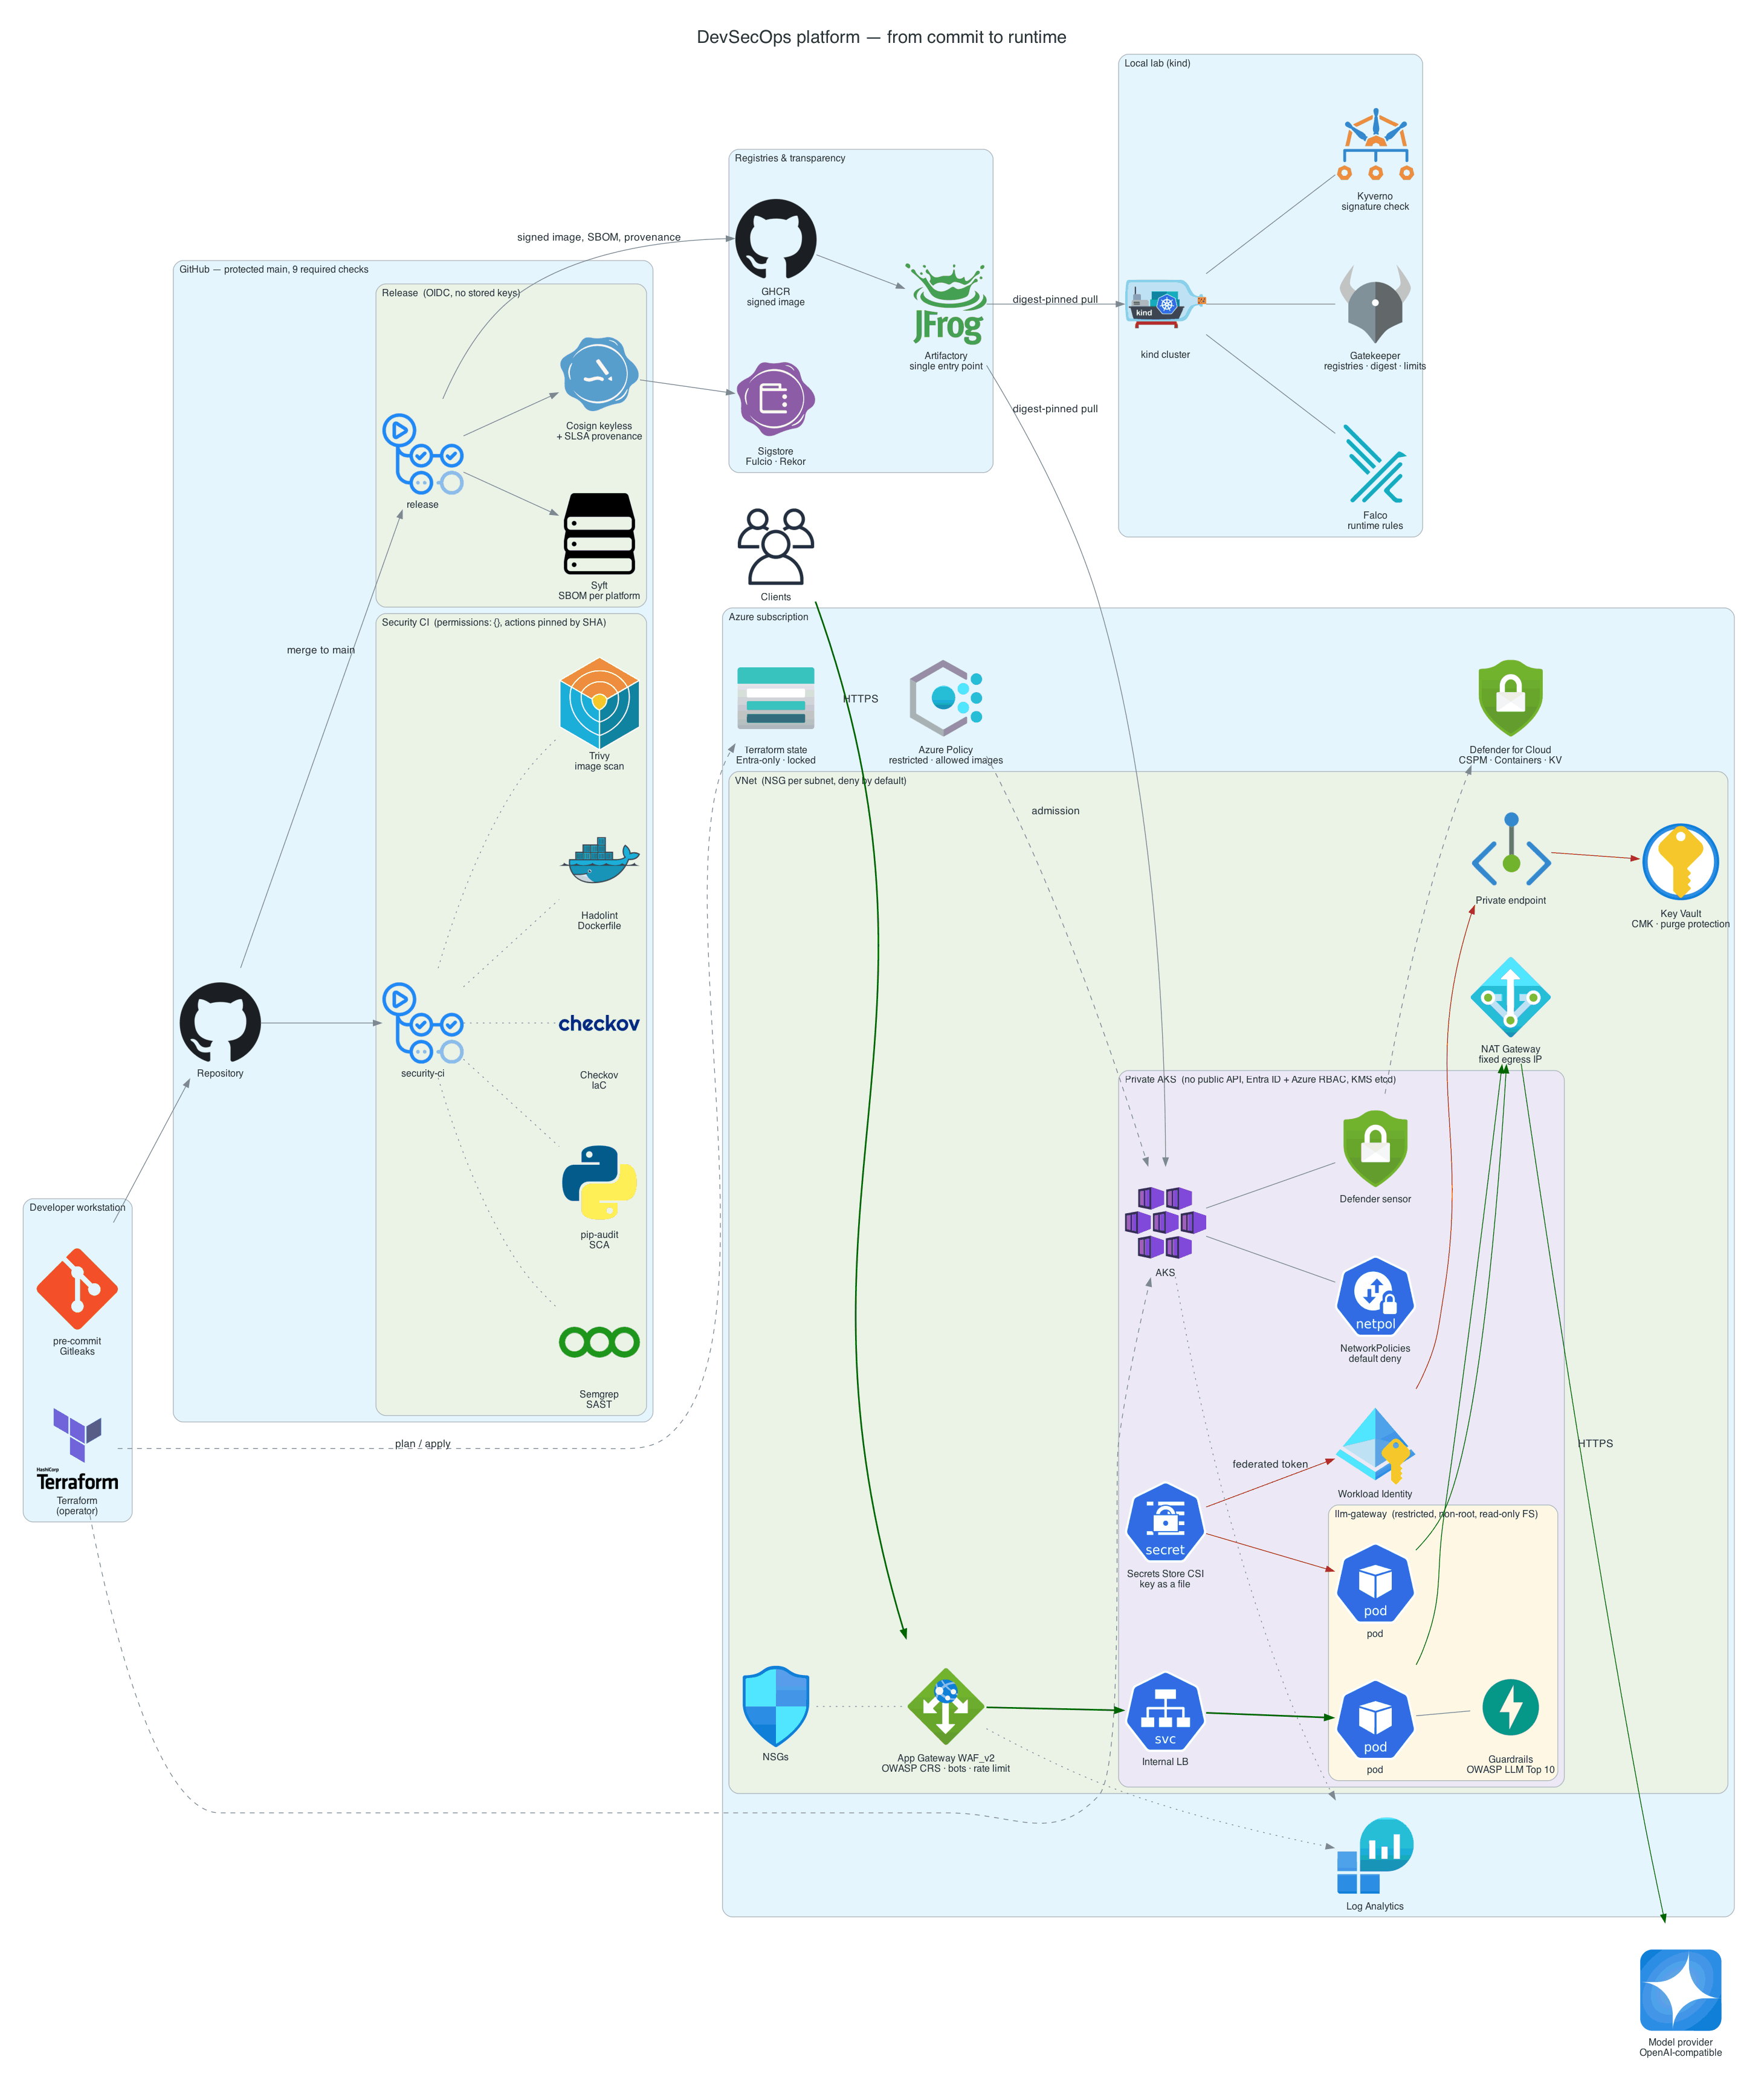 DevSecOps platform — from commit to runtime
Local lab (kind)
Kyverno
signature check
kind
kind cluster
Gatekeeper
registries · digest · limits
Falco
runtime rules
Registries & transparency
GHCR
signed image
JFrog
Artifactory
single entry point
Sigstore
Fulcio · Rekor
digest-pinned pull
digest-pinned pull
signed image, SBOM, provenance
GitHub — protected main, 9 required checks
Release  (OIDC, no stored keys)
Cosign keyless
+ SLSA provenance
release
Syft
SBOM per platform
merge to main
Security CI  (permissions: {}, actions pinned by SHA)
Trivy
image scan
Hadolint
Dockerfile
checkov
Checkov
IaC
Repository
security-ci
pip-audit
SCA
Semgrep
SAST
Developer workstation
pre-commit
Gitleaks
HashiCorp
Terraform
Terraform
(operator)
plan / apply
Clients
HTTPS
Azure subscription
Terraform state
Entra-only · locked
Azure Policy
restricted · allowed images
Defender for Cloud
CSPM · Containers · KV
admission
VNet  (NSG per subnet, deny by default)
Private endpoint
Key Vault
CMK · purge protection
NAT Gateway
fixed egress IP
Private AKS  (no public API, Entra ID + Azure RBAC, KMS etcd)
Defender sensor
AKS
netpol
NetworkPolicies
default deny
federated token
Workload Identity
HTTPS
secret
Secrets Store CSI
key as a file
llm-gateway  (restricted, non-root, read-only FS)
pod
pod
NSGs
App Gateway WAF_v2
OWASP CRS · bots · rate limit
svc
Internal LB
pod
pod
Guardrails
OWASP LLM Top 10
Log Analytics
Model provider
OpenAI-compatible